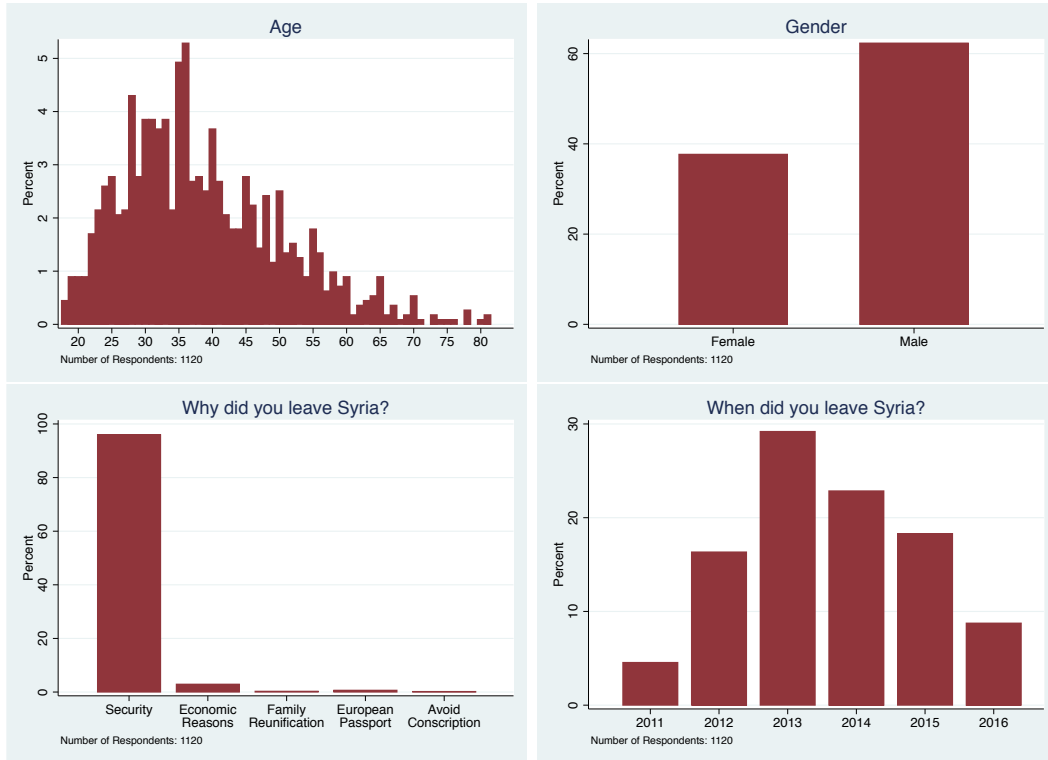 Age
Percent
0 1 2 3 4 5
20 25 30 35 40 45 50 55 60 65 70 75 80
Number of Respondents: 1120
Gender
Percent
0 20 40 60
Female Male
Number of Respondents: 1120
Why did you leave Syria?
Percent
0 20 40 60 80 100
Security Economic Family European Avoid
Reasons Reunification Passport Conscription
Number of Respondents: 1120
When did you leave Syria?
Percent
0 10 20 30
2011 2012 2013 2014 2015 2016
Number of Respondents: 1120